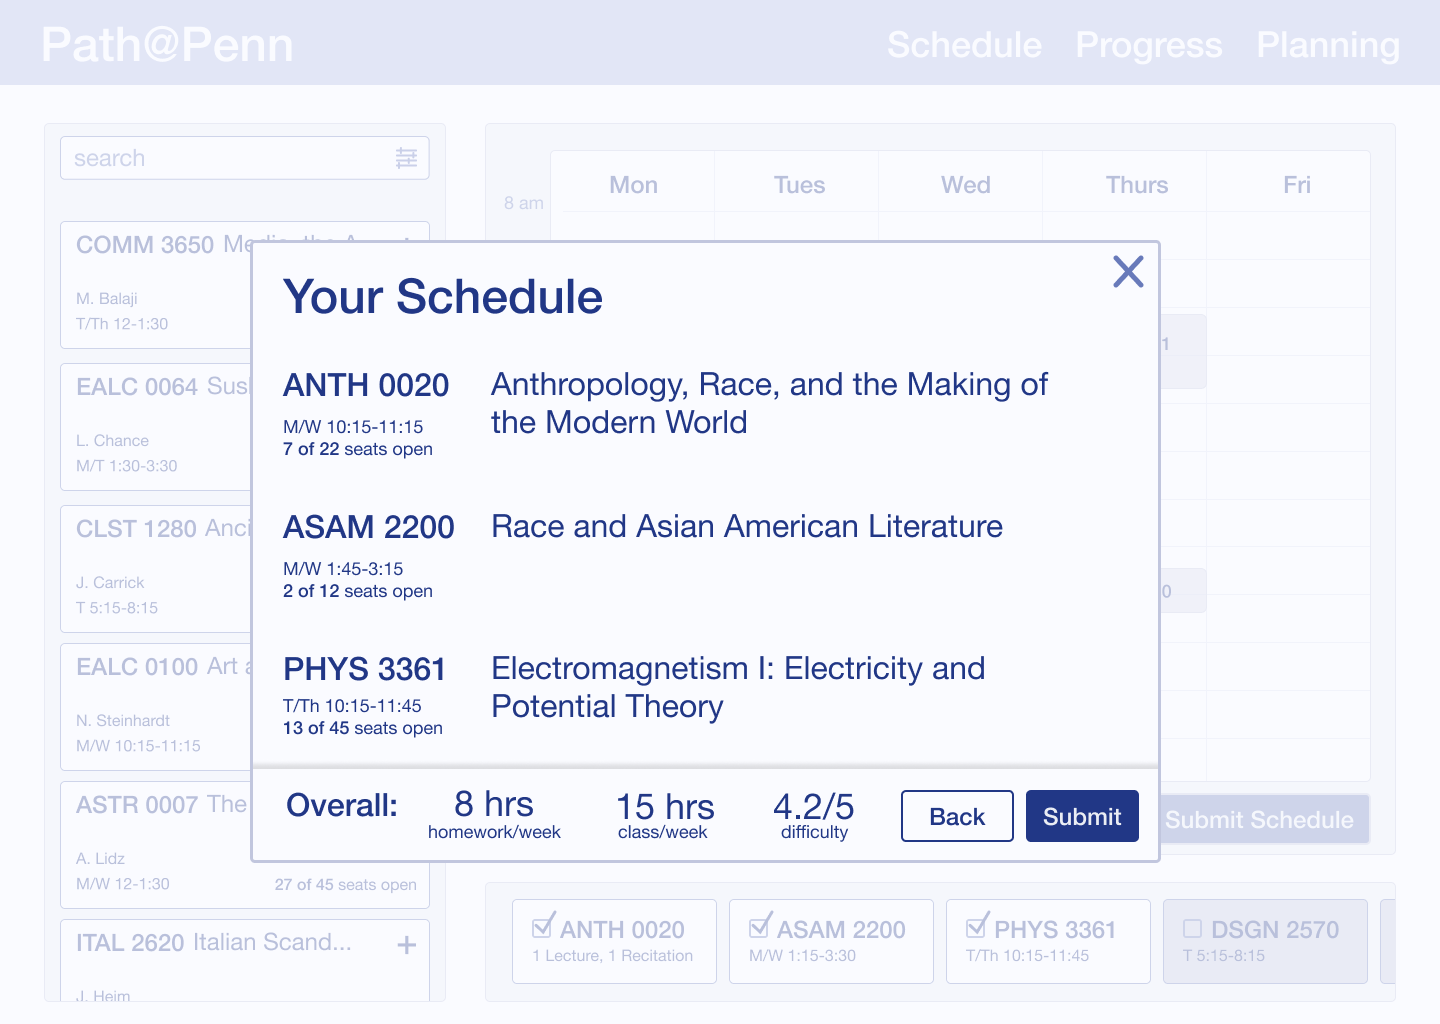 Path@Penn
Schedule Progress Planning
search
COMM 3650
M. Balaji
T/Th 12-1:30
EALC 0064
L. Chance
M/T 1:30-3:30
CLST 1280
J. Carrick
T 5:15-8:15
EALC 0100 Art
N. Steinhardt
M/W 10:15-11:15
ASTR 0007 The
A. Lidz
M/W 12-1:30
27 of 45 seats open
ITAL 2620 Italian Scand...
J. Heim
Mon Tues Wed Thurs Fri
8 am
1
0
Your Schedule
ANTH 0020
M/W 10:15-11:15
7 of 22 seats open
Anthropology, Race, and the Making of
the Modern World
ASAM 2200
M/W 1:45-3:15
2 of 12 seats open
Race and Asian American Literature
PHYS 3361
T/Th 10:15-11:45
13 of 45 seats open
Electromagnetism I: Electricity and
Potential Theory
Overall:
8 hrs
homework/week
15 hrs
class/week
4.2/5
difficulty
Back
Submit
Submit Schedule
ANTH 0020
1 Lecture, 1 Recitation
ASAM 2200
M/W 1:15-3:30
PHYS 3361
T/Th 10:15-11:45
DSGN 2570
T 5:15-8:15